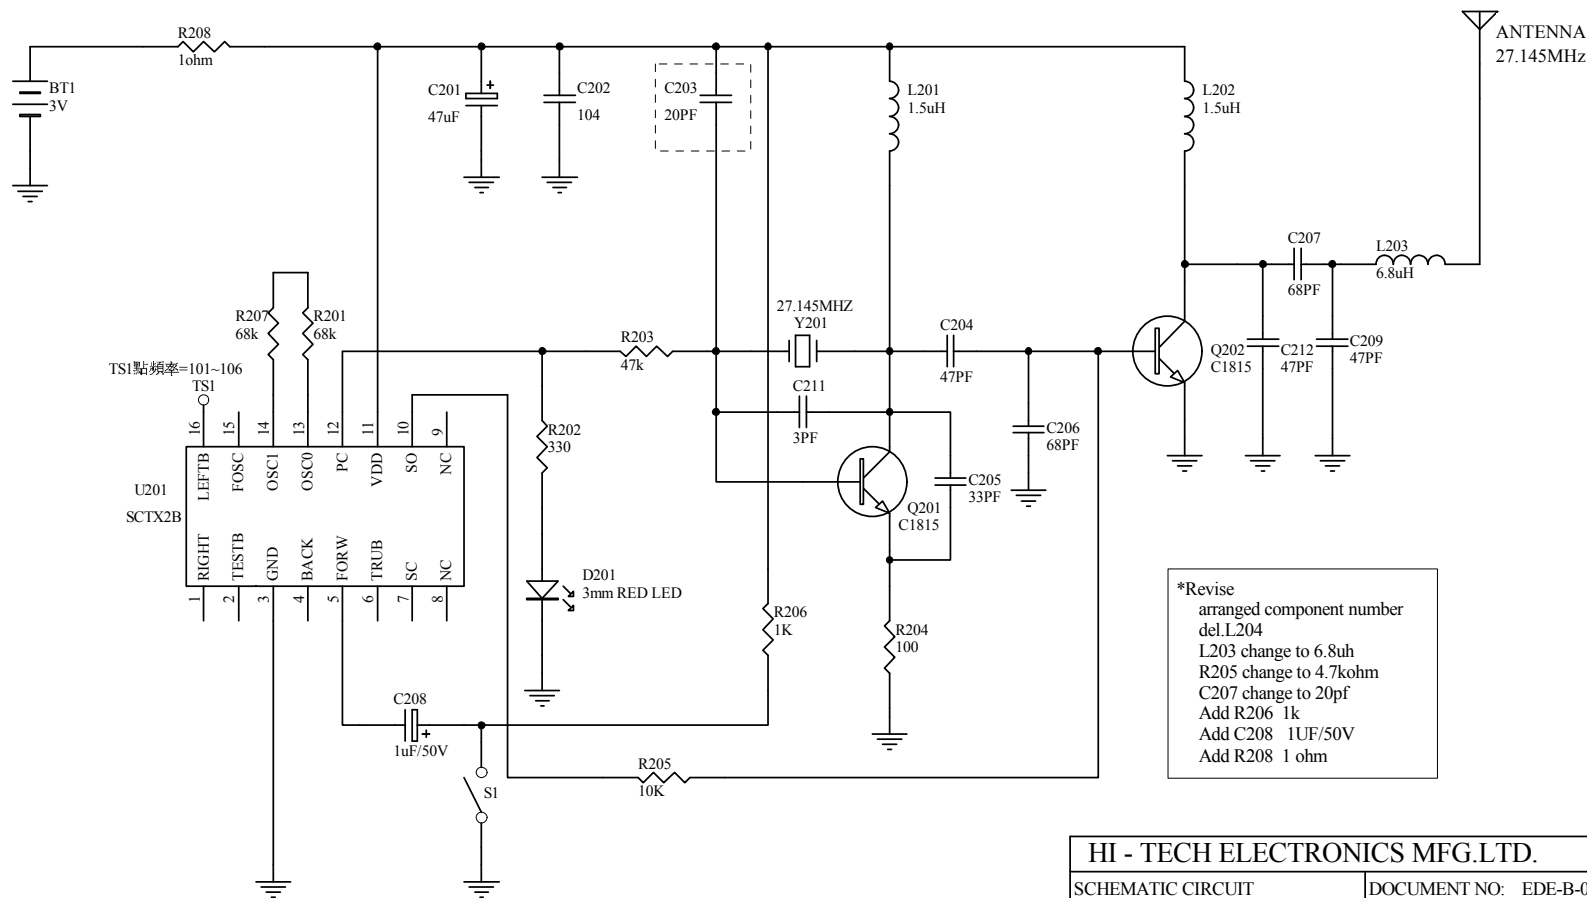 R208
1ohm
BT1
3V
C201
47uF
+
C202
104
C203
20PF
L201
1.5uH
L202
1.5uH
ANTENNA
27.145MHz
C207
68PF
L203
6.8uH
R207
68k
R201
68k
R203
47k
27.145MHZ
Y201
C204
47PF
Q202
C1815
C212
47PF
C209
47PF
TS1點頻率=101~106
TS1
C211
3PF
R202
330
C206
68PF
C205
33PF
Q201
C1815
16 15 14 13 12 11 10 9
LEFTB FOSC OSC1 OSC0 PC VDD SO NC
U201
SCTX2B
RIGHT TESTB GND BACK FORW TRUB SC NC
1 2 3 4 5 6 7 8
D201
3mm RED LED
R206
1K
R204
100
C208
+
1uF/50V
S1
R205
10K
*Revise
arranged component number
del.L204
L203 change to 6.8uh
R205 change to 4.7kohm
C207 change to 20pf
Add R206 1k
Add C208 1UF/50V
Add R208 1 ohm
HI - TECH ELECTRONICS MFG.LTD.
SCHEMATIC CIRCUIT
DOCUMENT NO: EDE-B-0